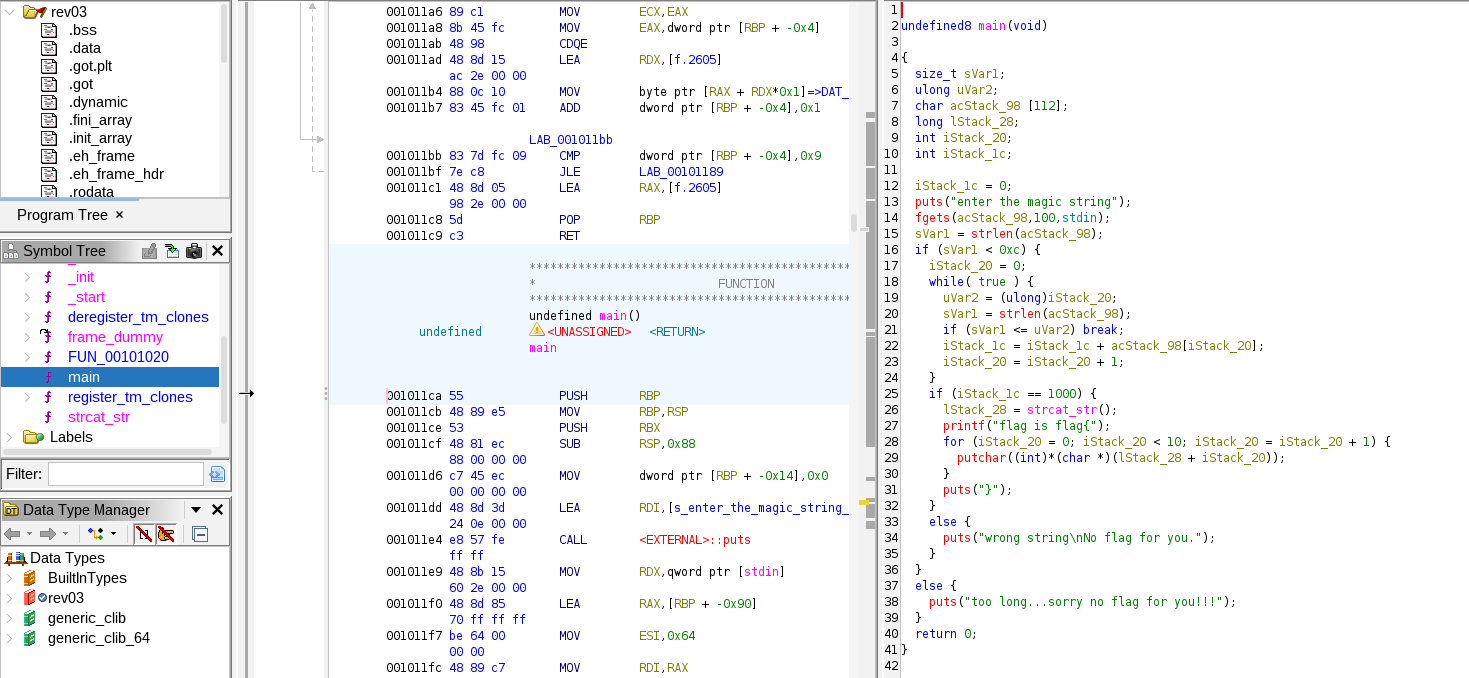 rev03
.bss
.data
.got.plt
.got
.dynamic
.fini_array
.init_array
.eh_frame
.eh_frame_hdr
.rodata
Program Tree ×
Symbol Tree
_init
_start
deregister_tm_clones
frame_dummy
FUN_00101020
main
register_tm_clones
strcat_str
Labels
Filter:
Data Type Manager
Data Types
BuiltInTypes
rev03
generic_clib
generic_clib_64
001011a6 89 c1 MOV ECX,EAX
001011a8 8b 45 fc MOV EAX,dword ptr [RBP + -0x4]
001011ab 48 98 CDQE
001011ad 48 8d 15 LEA RDX,[f.2605]
ac 2e 00 00
001011b4 88 0c 10 MOV byte ptr [RAX + RDX*0x1]=>DAT_
001011b7 83 45 fc 01 ADD dword ptr [RBP + -0x4],0x1
LAB_001011bb
001011bb 83 7d fc 09 CMP dword ptr [RBP + -0x4],0x9
001011bf 7e c8 JLE LAB_00101189
001011c1 48 8d 05 LEA RAX,[f.2605]
98 2e 00 00
001011c8 5d POP RBP
001011c9 c3 RET
**********************************************
* FUNCTION
**********************************************
undefined main()
undefined <UNASSIGNED> <RETURN>
main
001011ca 55 PUSH RBP
001011cb 48 89 e5 MOV RBP,RSP
001011ce 53 PUSH RBX
001011cf 48 81 ec SUB RSP,0x88
88 00 00 00
001011d6 c7 45 ec MOV dword ptr [RBP + -0x14],0x0
00 00 00 00
001011dd 48 8d 3d LEA RDI,[s_enter_the_magic_string_
24 0e 00 00
001011e4 e8 57 fe CALL <EXTERNAL>::puts
ff ff
001011e9 48 8b 15 MOV RDX,qword ptr [stdin]
60 2e 00 00
001011f0 48 8d 85 LEA RAX,[RBP + -0x90]
70 ff ff ff
001011f7 be 64 00 MOV ESI,0x64
00 00
001011fc 48 89 c7 MOV RDI,RAX
1
2 undefined8 main(void)
3
4 {
5 size_t sVar1;
6 ulong uVar2;
7 char acStack_98 [112];
8 long lStack_28;
9 int iStack_20;
10 int iStack_1c;
11
12 iStack_1c = 0;
13 puts("enter the magic string");
14 fgets(acStack_98,100,stdin);
15 sVar1 = strlen(acStack_98);
16 if (sVar1 < 0xc) {
17 iStack_20 = 0;
18 while( true ) {
19 uVar2 = (ulong)iStack_20;
20 sVar1 = strlen(acStack_98);
21 if (sVar1 <= uVar2) break;
22 iStack_1c = iStack_1c + acStack_98[iStack_20];
23 iStack_20 = iStack_20 + 1;
24 }
25 if (iStack_1c == 1000) {
26 lStack_28 = strcat_str();
27 printf("flag is flag{");
28 for (iStack_20 = 0; iStack_20 < 10; iStack_20 = iStack_20 + 1) {
29 putchar((int)*(char *)(lStack_28 + iStack_20));
30 }
31 puts("}");
32 }
33 else {
34 puts("wrong string\nNo flag for you.");
35 }
36 }
37 else {
38 puts("too long...sorry no flag for you!!!");
39 }
40 return 0;
41 }
42